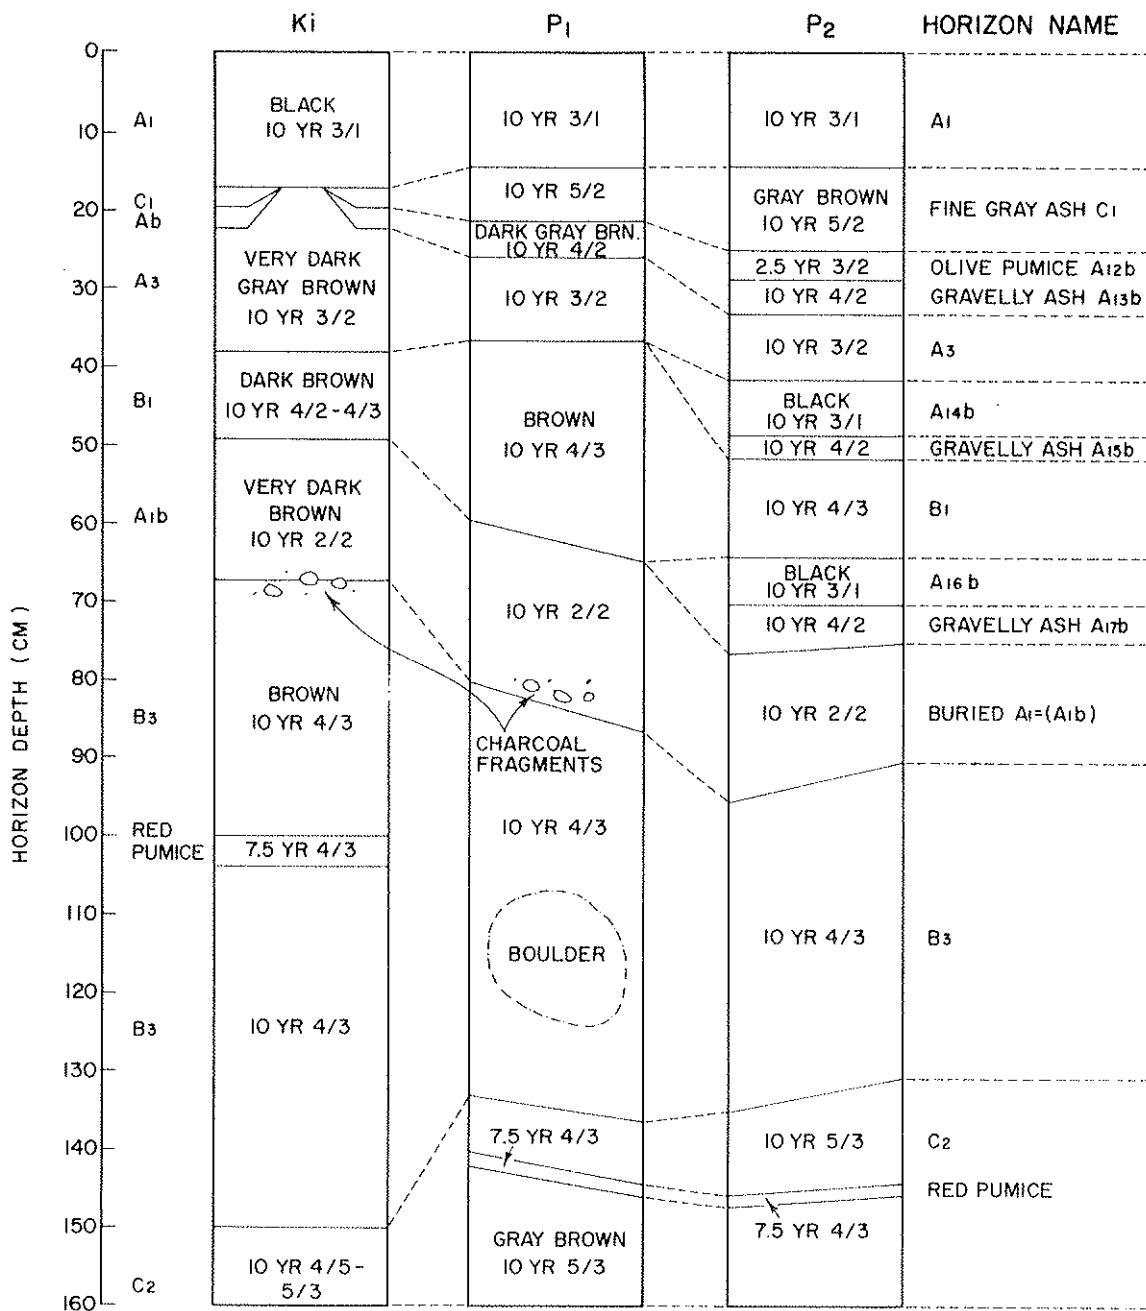 Ki P1 P2 HORIZON NAME
HORIZON DEPTH (CM)
0
10
20
30
40
50
60
70
80
90
100
110
120
130
140
150
160
A1
C1
Ab
A3
B1
A1b
B3
RED
PUMICE
B3
C2
BLACK
10 YR 3/1
VERY DARK
GRAY BROWN
10 YR 3/2
DARK BROWN
10 YR 4/2-4/3
VERY DARK
BROWN
10 YR 2/2
BROWN
10 YR 4/3
7.5 YR 4/3
10 YR 4/3
10 YR 4/5-
5/3
10 YR 3/1
10 YR 5/2
DARK GRAY BRN.
10 YR 4/2
10 YR 3/2
BROWN
10 YR 4/3
10 YR 2/2
CHARCOAL
FRAGMENTS
10 YR 4/3
BOULDER
7.5 YR 4/3
GRAY BROWN
10 YR 5/3
10 YR 3/1
GRAY BROWN
10 YR 5/2
2.5 YR 3/2
10 YR 4/2
10 YR 3/2
BLACK
10 YR 3/1
10 YR 4/2
10 YR 4/3
BLACK
10 YR 3/1
10 YR 4/2
10 YR 2/2
10 YR 4/3
10 YR 5/3
7.5 YR 4/3
A1
FINE GRAY ASH C1
OLIVE PUMICE A12b
GRAVELLY ASH A13b
A3
A14b
GRAVELLY ASH A15b
B1
A16b
GRAVELLY ASH A17b
BURIED A1=(A1b)
B3
C2
RED PUMICE